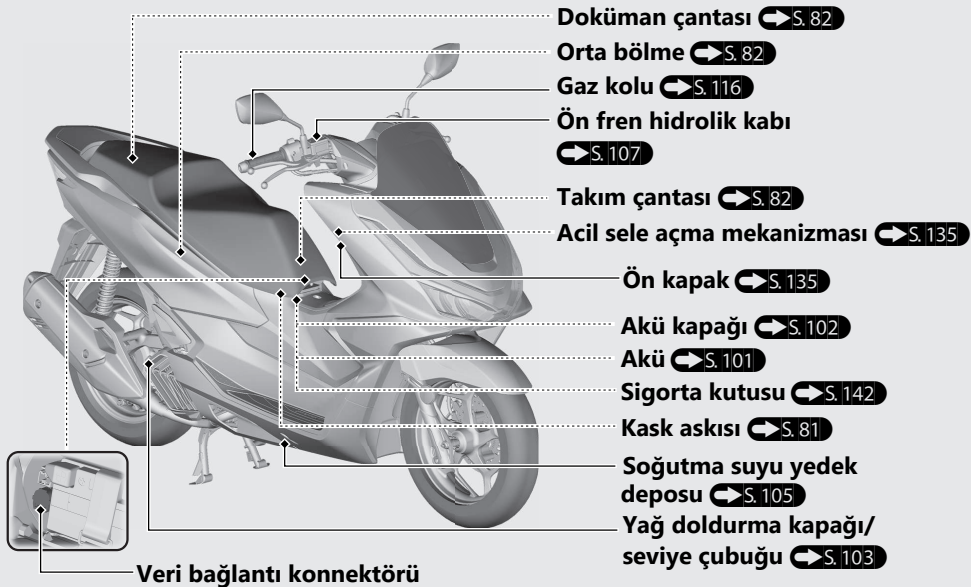 Doküman çantası S. 82
Orta bölme S. 82
Gaz kolu S. 116
Ön fren hidrolik kabı
S. 107
Takım çantası S. 82
Acil sele açma mekanizması S. 135
Ön kapak S. 135
Akü kapağı S. 102
Akü S. 101
Sigorta kutusu S. 142
Kask askısı S. 81
Soğutma suyu yedek
deposu S. 105
Yağ doldurma kapağı/
seviye çubuğu S. 103
Veri bağlantı konnektörü